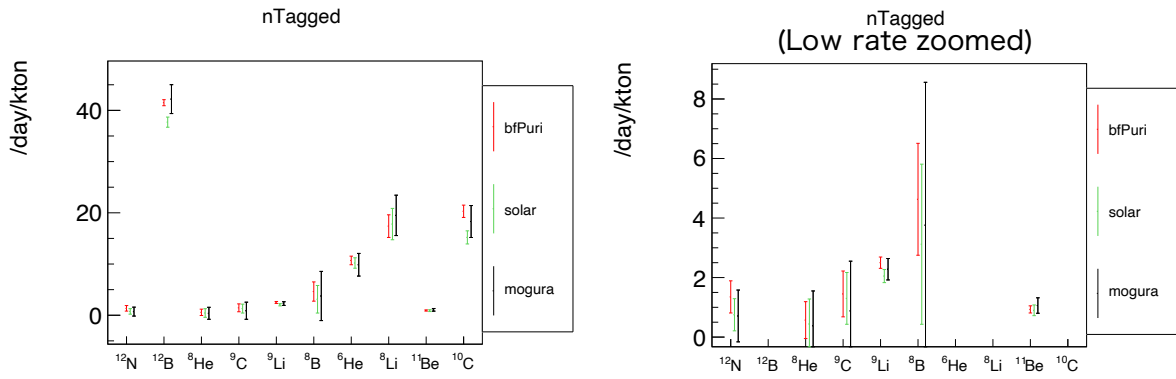 nTagged
/day/kton
40
20
0
¹²N ¹²B ⁸He ⁹C ⁹Li ⁸B ⁶He ⁸Li ¹¹Be ¹⁰C
bfPuri
solar
mogura
nTagged
(Low rate zoomed)
/day/kton
8
6
4
2
0
¹²N ¹²B ⁸He ⁹C ⁹Li ⁸B ⁶He ⁸Li ¹¹Be ¹⁰C
bfPuri
solar
mogura